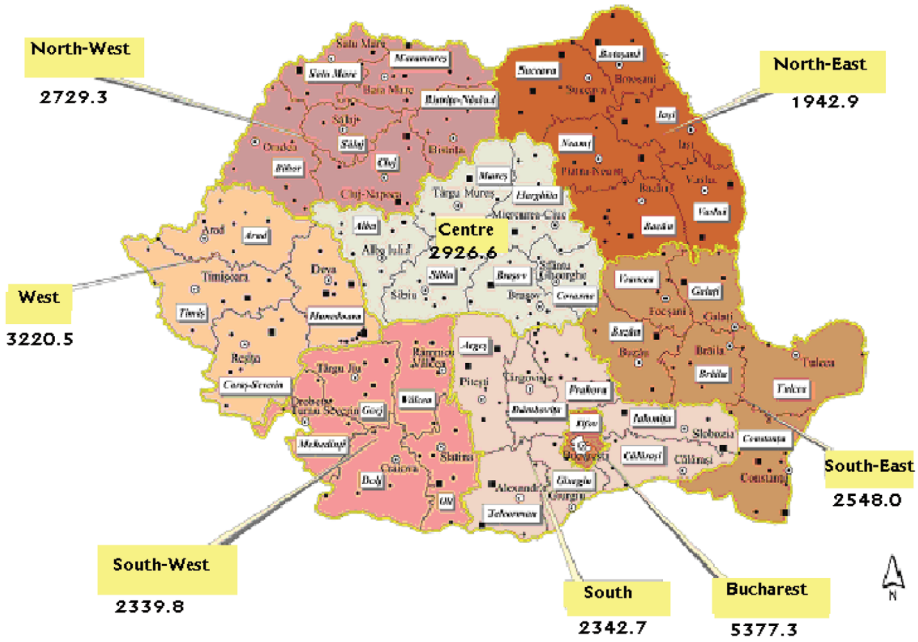 North-West
2729.3
North-East
1942.9
Satu Mare
Satu Mare
Maramureş
Baia Mare
Bistriţa-Năsăud
Sălaj
Sălaj
Oradea
Bihor
Cluj
Bistrita
Cluj-Napoca
Suceava
Suceava
Botoşani
Botoşani
Iaşi
Iaşi
Neamţ
Piatra Neamţ
Bacău
Bacău
Vaslui
Vaslui
Mureş
Târgu Mureş
Harghita
Miercurea-Ciuc
Alba
Alba Iulia
Centre
2926.6
Sibiu
Sibiu
Braşov
Braşov
Sfântu
Gheorghe
Covasna
Arad
Arad
Timişoara
Timiş
Deva
Hunedoara
Reşiţa
Caraş-Severin
West
3220.5
Vrancea
Focşani
Galaţi
Galaţi
Buzău
Buzău
Brăila
Brăila
Tulcea
Tulcea
Constanţa
Constanţa
Târgu Jiu
Râmnicu
Vâlcea
Vâlcea
Drobeta
Turnu Severin
Gorj
Mehedinţi
Craiova
Dolj
Slatina
Olt
Argeş
Piteşti
Târgovişte
Dâmboviţa
Prahova
Ilfov
Bucureşti
Ialomiţa
Slobozia
Călăraşi
Călăraşi
Giurgiu
Giurgiu
Alexandria
Teleorman
South-East
2548.0
South-West
2339.8
South
2342.7
Bucharest
5377.3
N